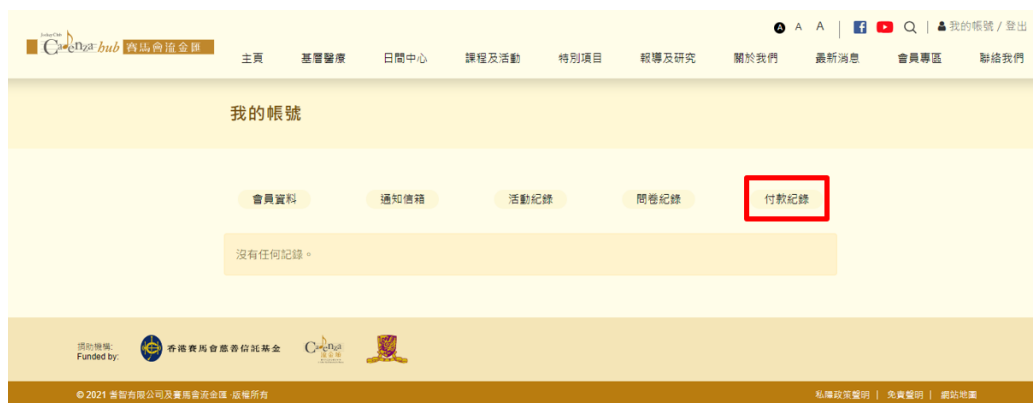 A A A
我的帳號 / 登出
Jockey Club
Cadenza hub 賽馬會流金匯
主頁 基層醫療 日間中心 課程及活動 特別項目 報導及研究 關於我們 最新消息 會員專區 聯絡我們
我的帳號
會員資料 通知信箱 活動紀錄 問卷紀錄 付款紀錄
沒有任何記錄。
捐助機構:
Funded by:
香港賽馬會慈善信託基金
Cadenza
流金頌
© 2021 耆智有限公司及賽馬會流金匯 版權所有
私隱政策聲明 | 免責聲明 | 網站地圖